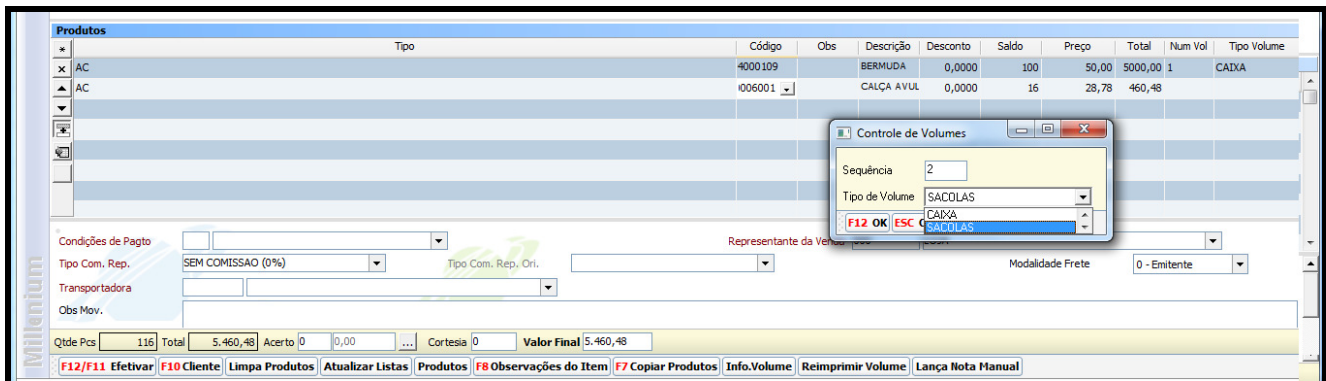 Produtos
* Tipo Código Obs Descrição Desconto Saldo Preço Total Num Vol Tipo Volume
AC 4000109 BERMUDA 0,0000 100 50,00 5000,00 1 CAIXA
AC 006001 CALÇA AVUL 0,0000 16 28,78 460,48
Controle de Volumes
Sequência 2
Tipo de Volume SACOLAS
CAIXA
F12 OK ESC SACOLAS
Condições de Pagto Representante da Venda
Tipo Com. Rep. SEM COMISSAO (0%) Tipo Com. Rep. Ori. Modalidade Frete 0 - Emitente
Transportadora
Obs Mov.
Qtde Pcs 116 Total 5.460,48 Acerto 0 0,00 ... Cortesia 0 Valor Final 5.460,48
F12/F11 Efetivar F10 Cliente Limpa Produtos Atualizar Listas Produtos F8 Observações do Item F7 Copiar Produtos Info.Volume Reimprimir Volume Lança Nota Manual
Millenium